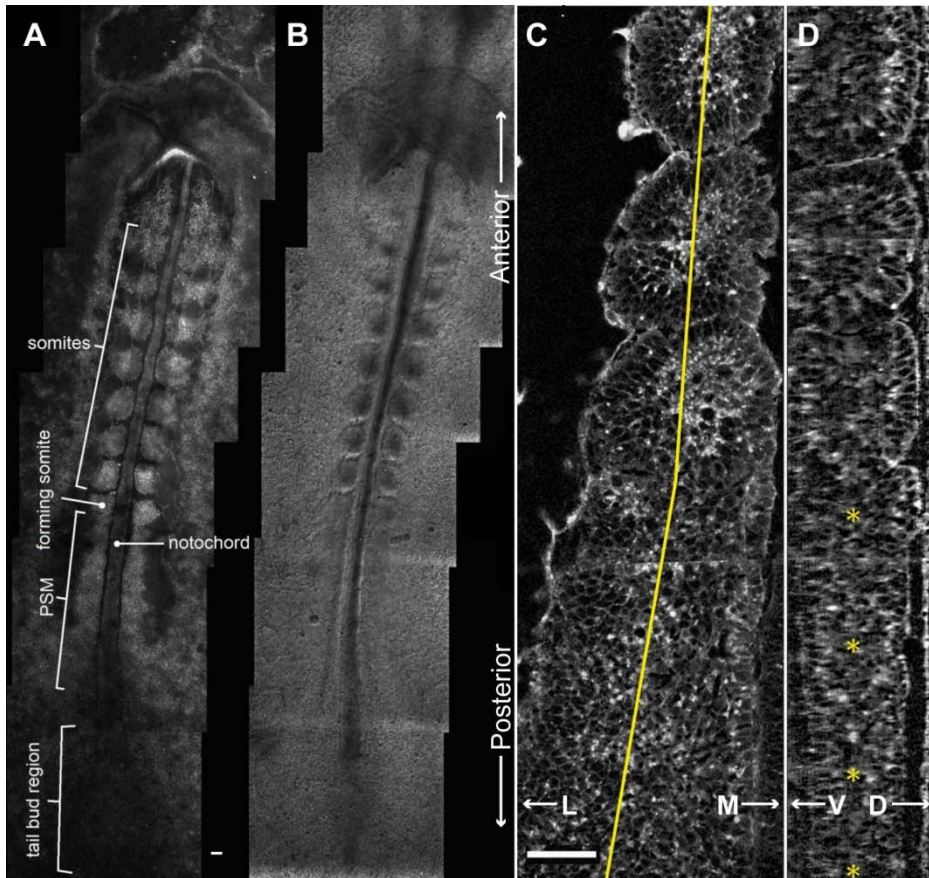 A
B
C
D
somites
forming somite
notochord
PSM
tail bud region
Anterior
Posterior
L
M
V
D
*
*
*
*